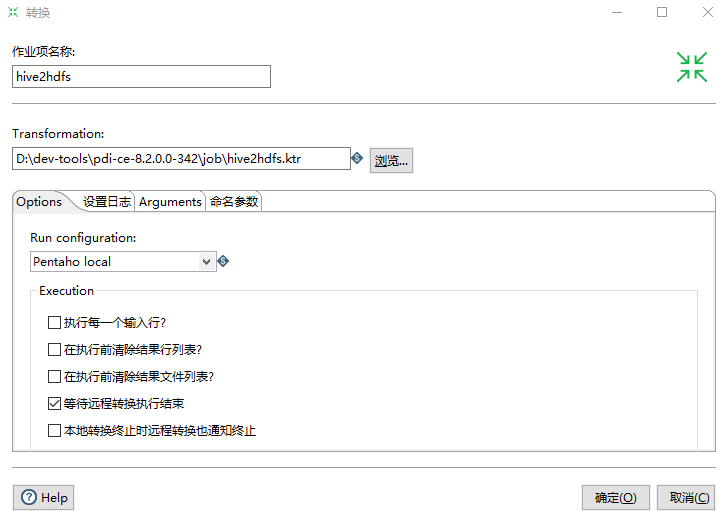 转换
作业项名称:
hive2hdfs
Transformation:
D:\dev-tools\pdi-ce-8.2.0.0-342\job\hive2hdfs.ktr
浏览...
Options 设置日志 Arguments 命名参数
Run configuration:
Pentaho local
Execution
执行每一个输入行?
在执行前清除结果行列表?
在执行前清除结果文件列表?
等待远程转换执行结束
本地转换终止时远程转换也通知终止
Help 确定(O) 取消(C)